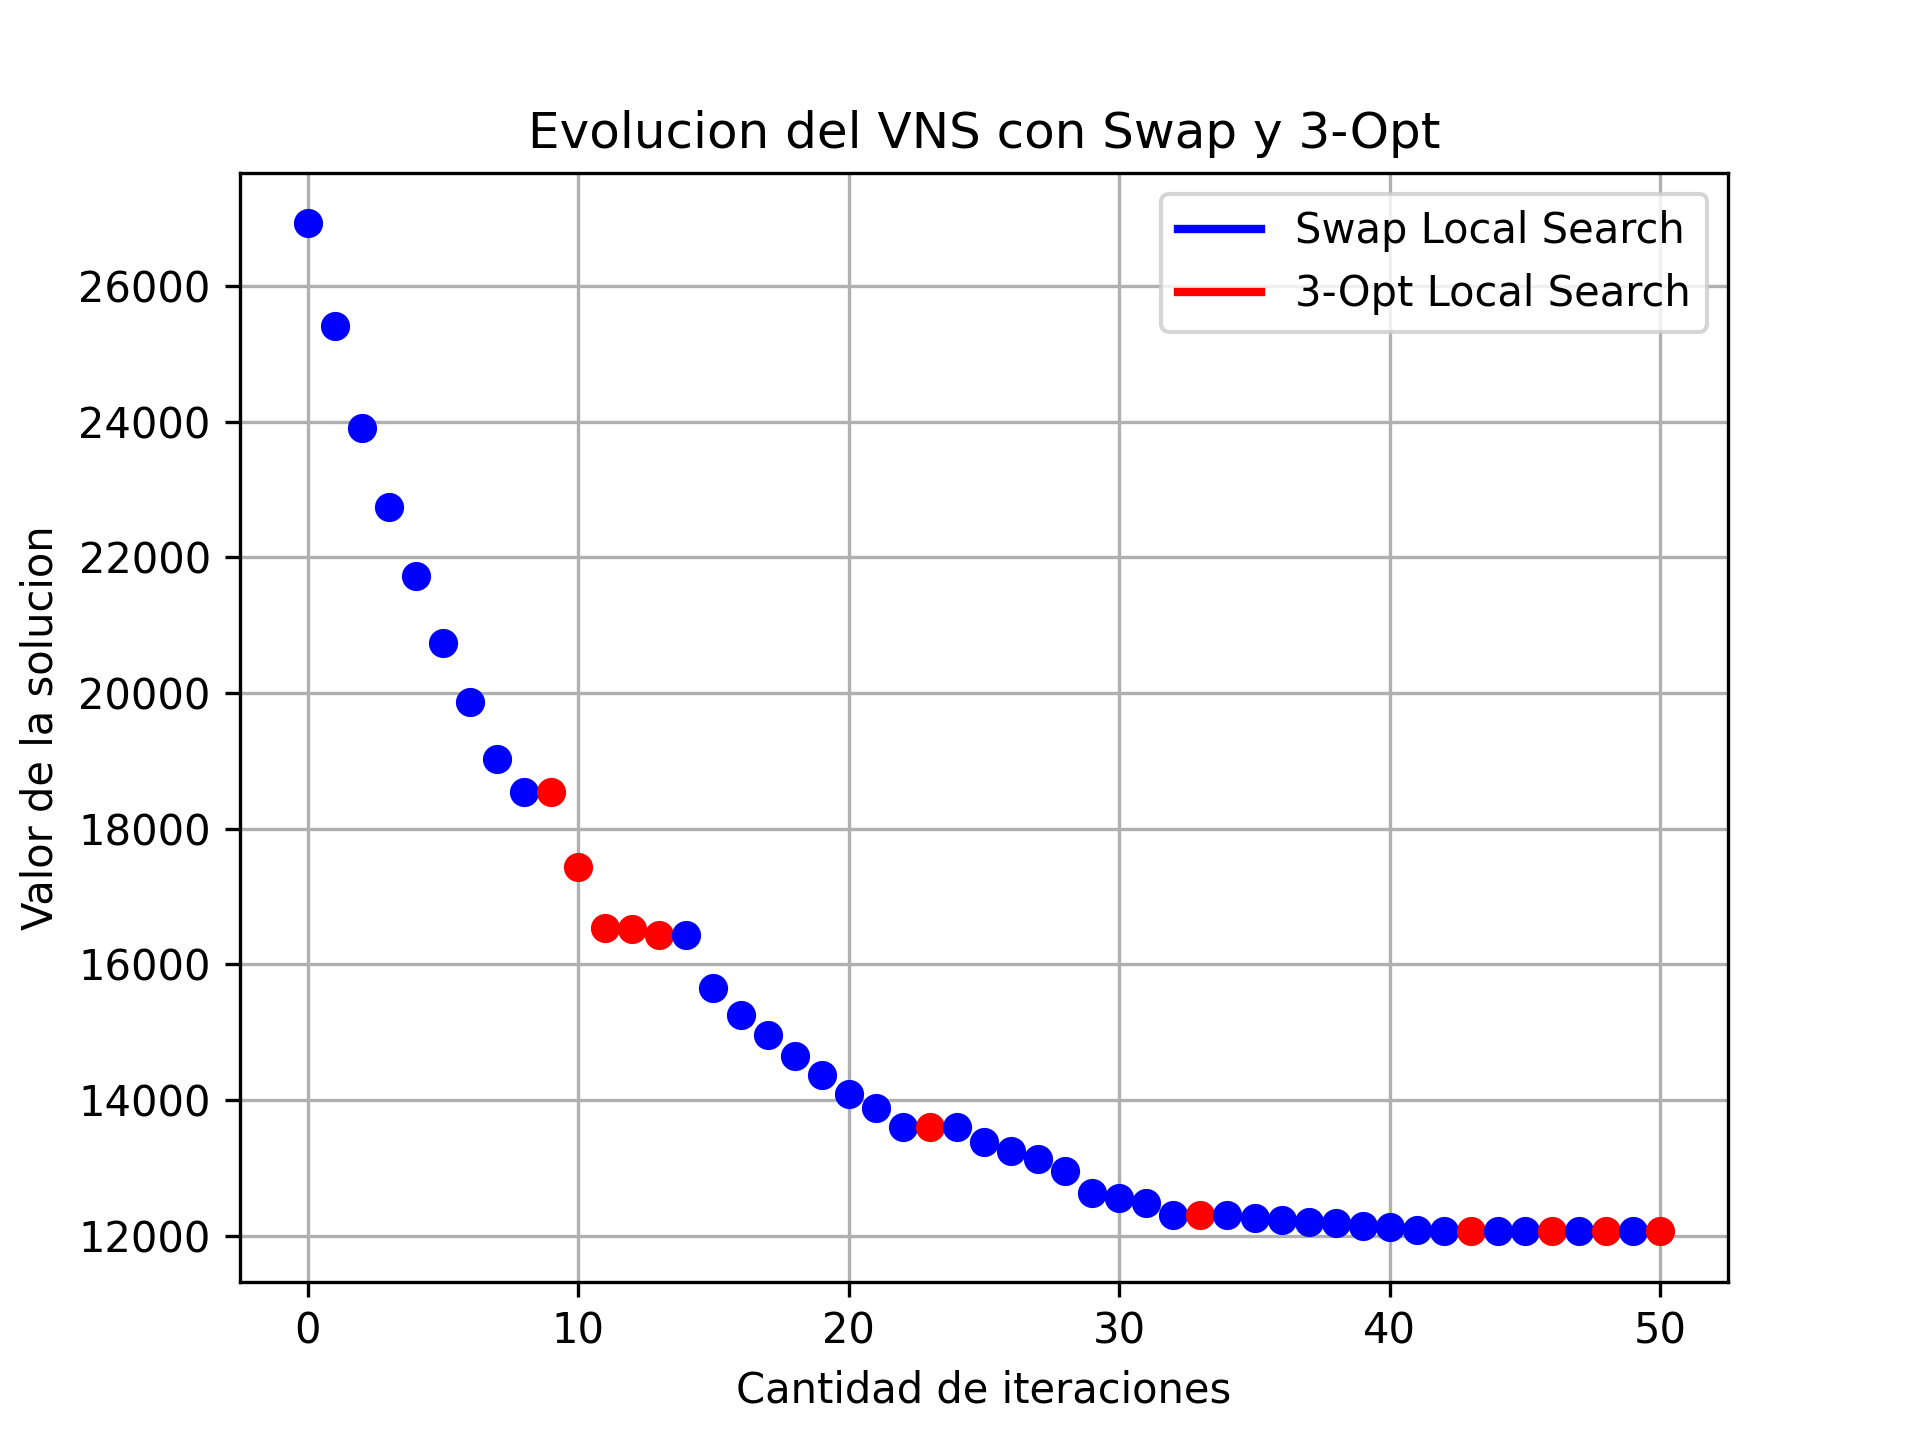 Evolucion del VNS con Swap y 3-Opt
Swap Local Search
3-Opt Local Search
Valor de la solucion
26000
24000
22000
20000
18000
16000
14000
12000
0 10 20 30 40 50
Cantidad de iteraciones